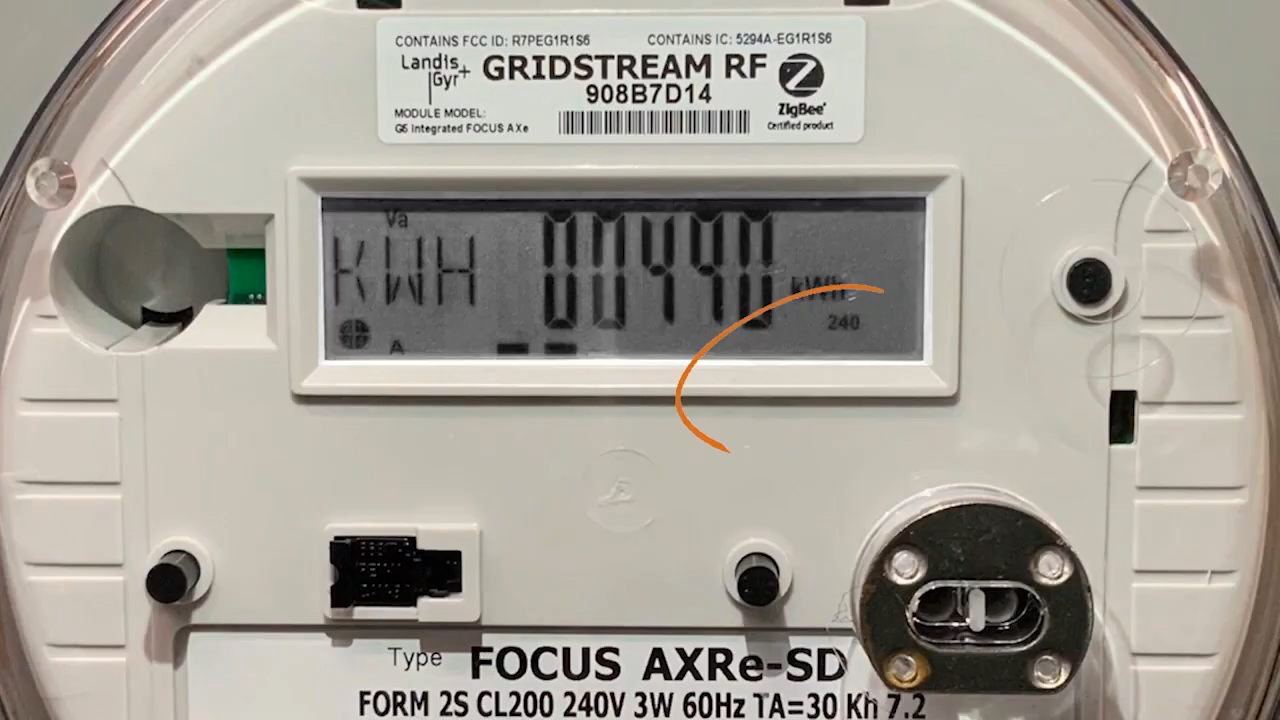 CONTAINS FCC ID: R7PEG1R1S6 CONTAINS IC: 5294A-EG1R1S6
Landis Gyr+ GRIDSTREAM RF
908B7D14
MODULE MODEL:
G5 Integrated FOCUS AXe
Z
ZigBee®
Certified product
Va
KWH 00440 kWh
240
A
Type FOCUS AXRe-SD
FORM 2S CL200 240V 3W 60Hz TA=30 Kh 7.2